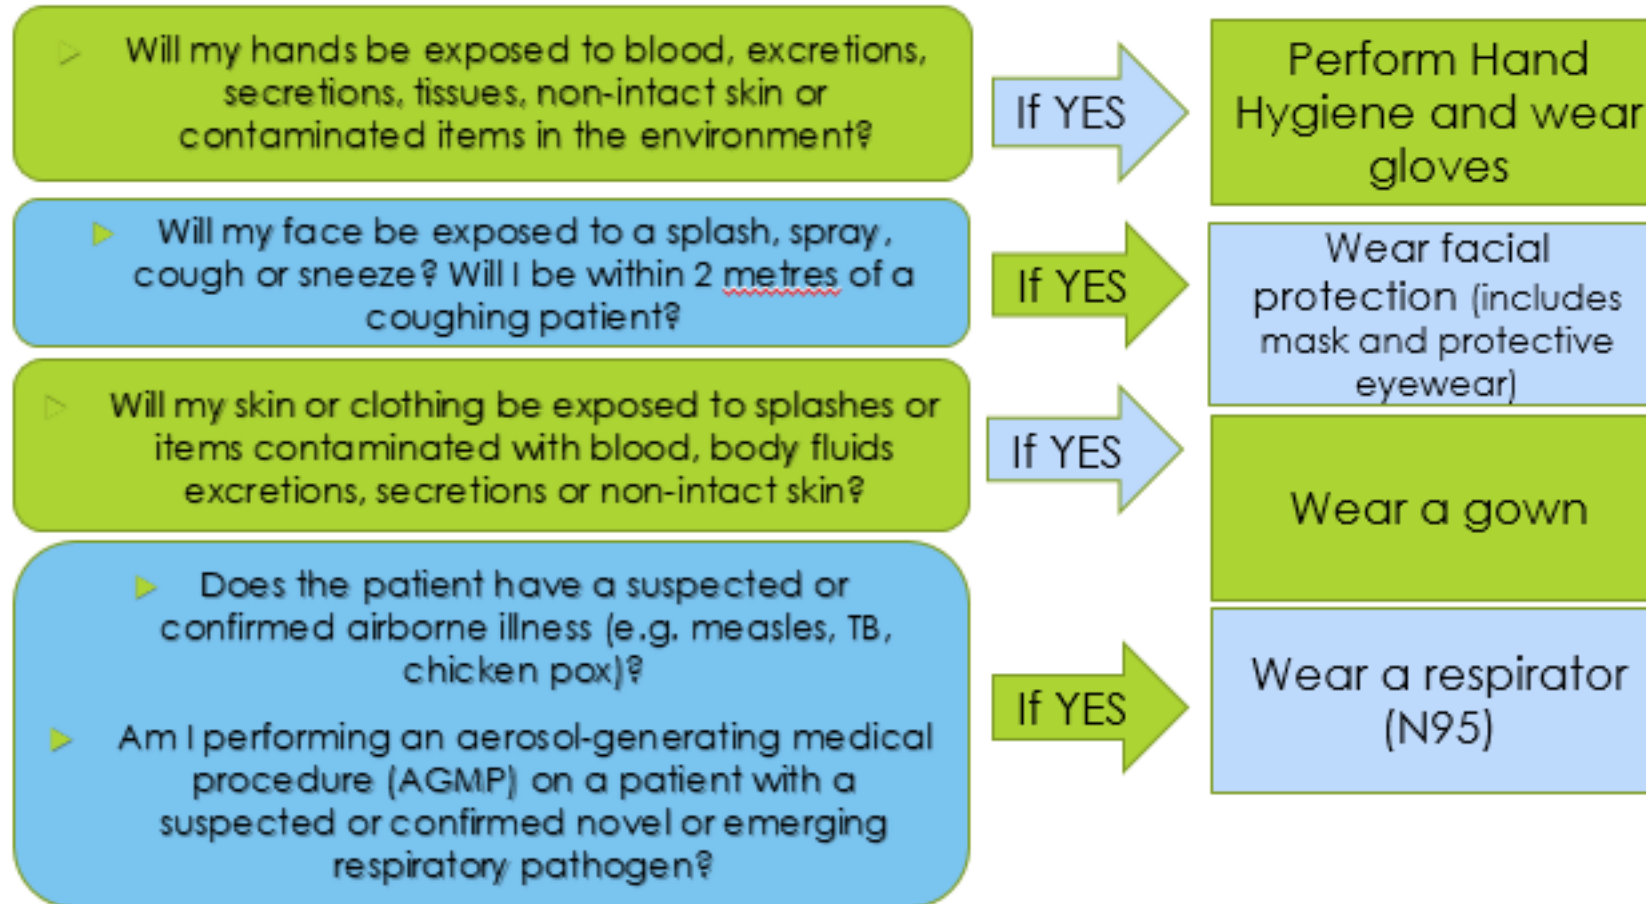 Will my hands be exposed to blood, excretions,
secretions, tissues, non-intact skin or
contaminated items in the environment?
If YES
Perform Hand
Hygiene and wear
gloves
Will my face be exposed to a splash, spray,
cough or sneeze? Will I be within 2 metres of a
coughing patient?
If YES
Wear facial
protection (includes
mask and protective
eyewear)
Will my skin or clothing be exposed to splashes or
items contaminated with blood, body fluids
excretions, secretions or non-intact skin?
If YES
Wear a gown
Does the patient have a suspected or
confirmed airborne illness (e.g. measles, TB,
chicken pox)?
Am I performing an aerosol-generating medical
procedure (AGMP) on a patient with a
suspected or confirmed novel or emerging
respiratory pathogen?
If YES
Wear a respirator
(N95)